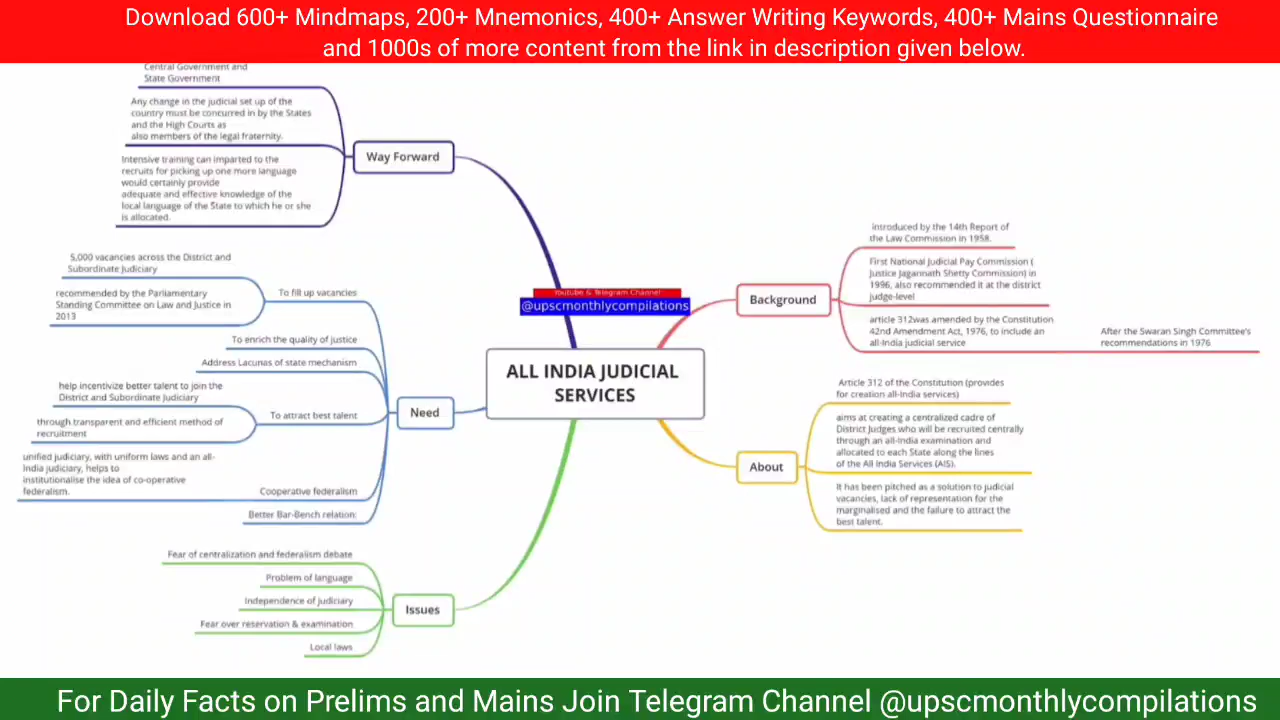 Download 600+ Mindmaps, 200+ Mnemonics, 400+ Answer Writing Keywords, 400+ Mains Questionnaire
and 1000s of more content from the link in description given below.
Central Government and
State Government
Any change in the judicial set up of the
country must be concurred in by the States
and the High Courts as
also members of the legal fraternity.
Intensive training can imparted to the
recruits for picking up one more language
would certainly provide
adequate and effective knowledge of the
local language of the State to which he or she
is allocated.
Way Forward
5,000 vacancies across the District and
Subordinate Judiciary
recommended by the Parliamentary
Standing Committee on Law and Justice in
2013
To fill up vacancies
To enrich the quality of justice
Address Lacunas of state mechanism
help incentivize better talent to join the
District and Subordinate Judiciary
through transparent and efficient method of
recruitment
To attract best talent
unified judiciary, with uniform laws and an all-
India judiciary, helps to
institutionalise the idea of co-operative
federalism.
Cooperative federalism
Better Bar-Bench relation:
Need
Fear of centralization and federalism debate
Problem of language
Independence of judiciary
Fear over reservation & examination
Local laws
Issues
Youtube & Telegram Channel
@upscmonthlycompilations
ALL INDIA JUDICIAL
SERVICES
Background
introduced by the 14th Report of
the Law Commission in 1958.
First National Judicial Pay Commission (
Justice Jagannath Shetty Commission) in
1996, also recommended it at the district
judge-level
article 312was amended by the Constitution
42nd Amendment Act, 1976, to include an
all-India judicial service
After the Swaran Singh Committee's
recommendations in 1976
About
Article 312 of the Constitution (provides
for creation all-India services)
aims at creating a centralized cadre of
District Judges who will be recruited centrally
through an all-India examination and
allocated to each State along the lines
of the All India Services (AIS).
It has been pitched as a solution to judicial
vacancies, lack of representation for the
marginalised and the failure to attract the
best talent.
For Daily Facts on Prelims and Mains Join Telegram Channel @upscmonthlycompilations